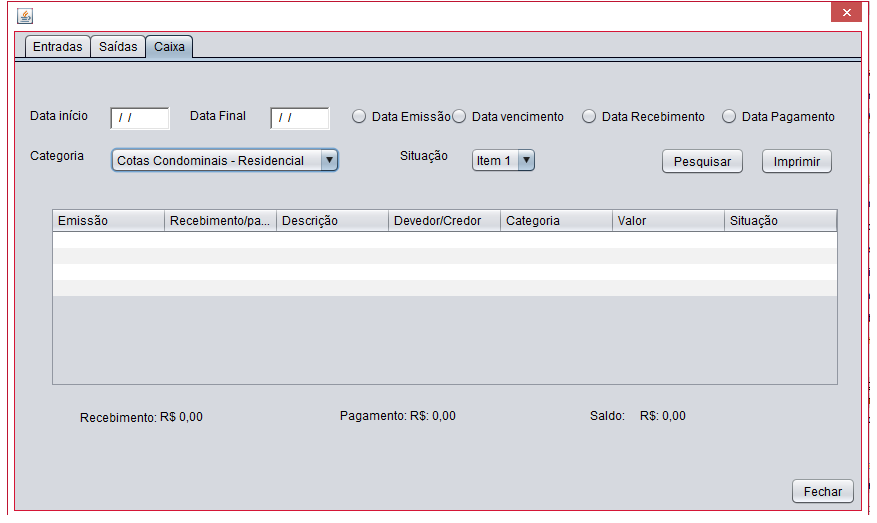 Entradas Saídas Caixa
Data início / / Data Final / / Data Emissão Data vencimento Data Recebimento Data Pagamento
Categoria Cotas Condominais - Residencial Situação Item 1 Pesquisar Imprimir
Emissão Recebimento/pa... Descrição Devedor/Credor Categoria Valor Situação
Recebimento: R$ 0,00 Pagamento: R$: 0,00 Saldo: R$: 0,00
Fechar